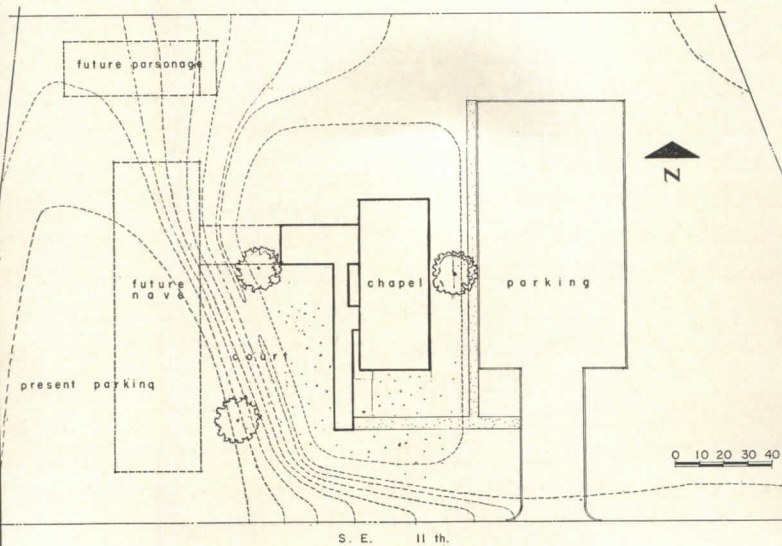 future parsonage
N
future
nave
chapel
parking
court
present parking
0 10 20 30 40
S. E. 11 th.